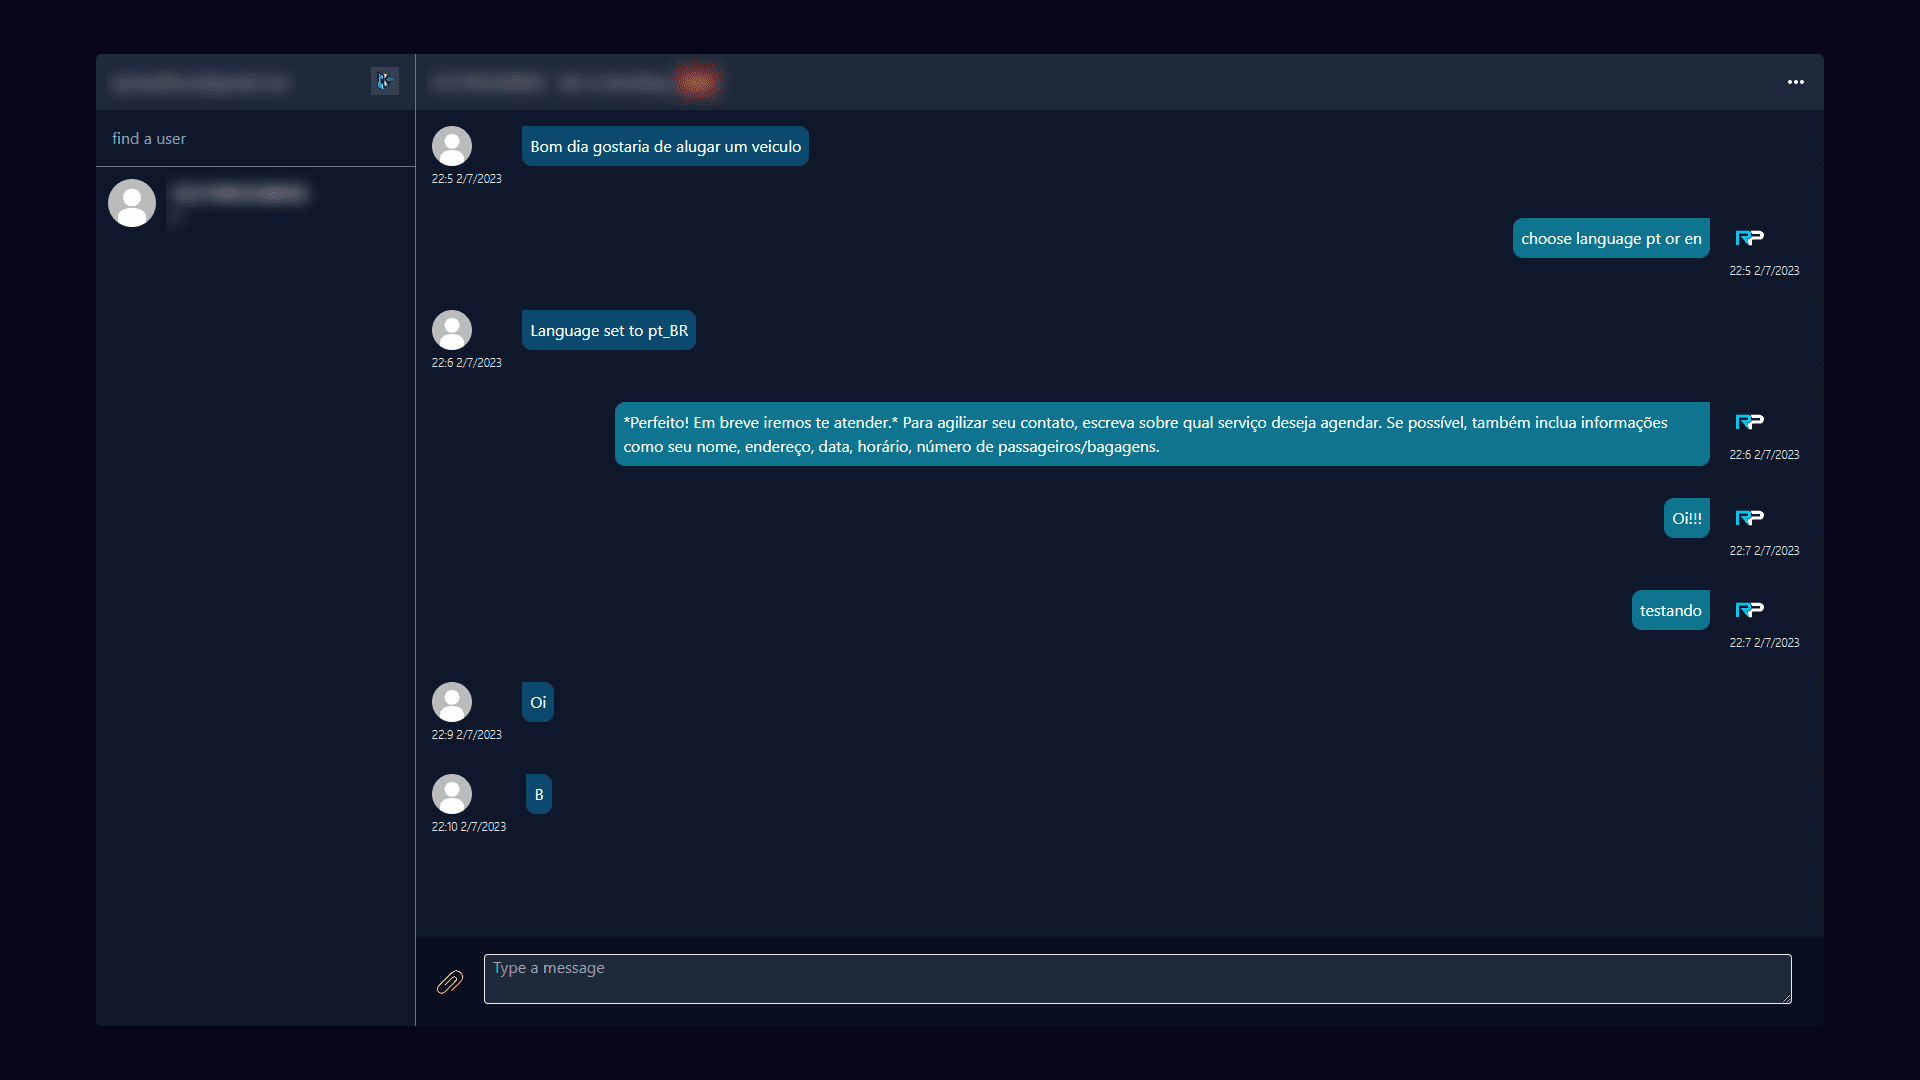 find a user
Bom dia gostaria de alugar um veiculo
22:5 2/7/2023
choose language pt or en
RP
22:5 2/7/2023
Language set to pt_BR
22:6 2/7/2023
*Perfeito! Em breve iremos te atender.* Para agilizar seu contato, escreva sobre qual serviço deseja agendar. Se possível, também inclua informações
como seu nome, endereço, data, horário, número de passageiros/bagagens.
RP
22:6 2/7/2023
Oi!!!
RP
22:7 2/7/2023
testando
RP
22:7 2/7/2023
Oi
22:9 2/7/2023
B
22:10 2/7/2023
Type a message